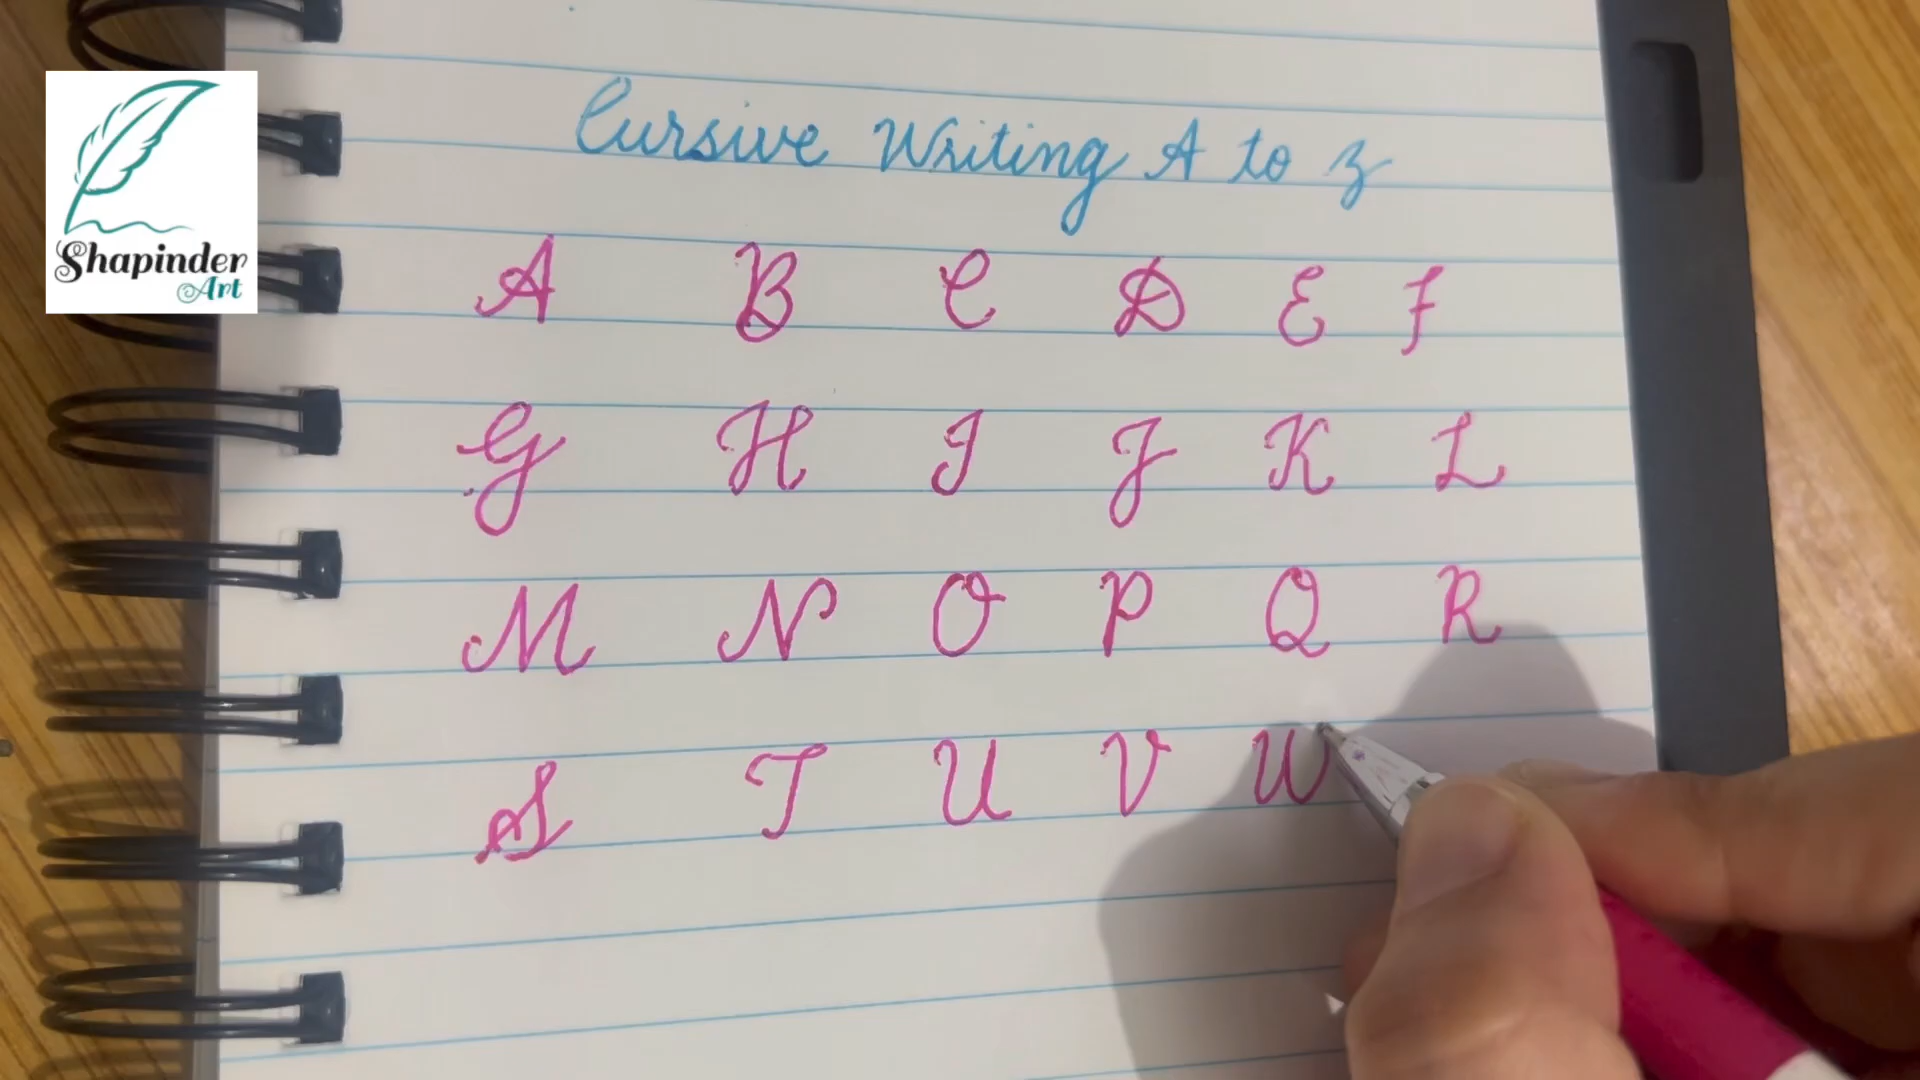 Cursive Writing A to z
Shapinder
Art
A B C D E F
G H I J K L
M N O P Q R
S T U V W